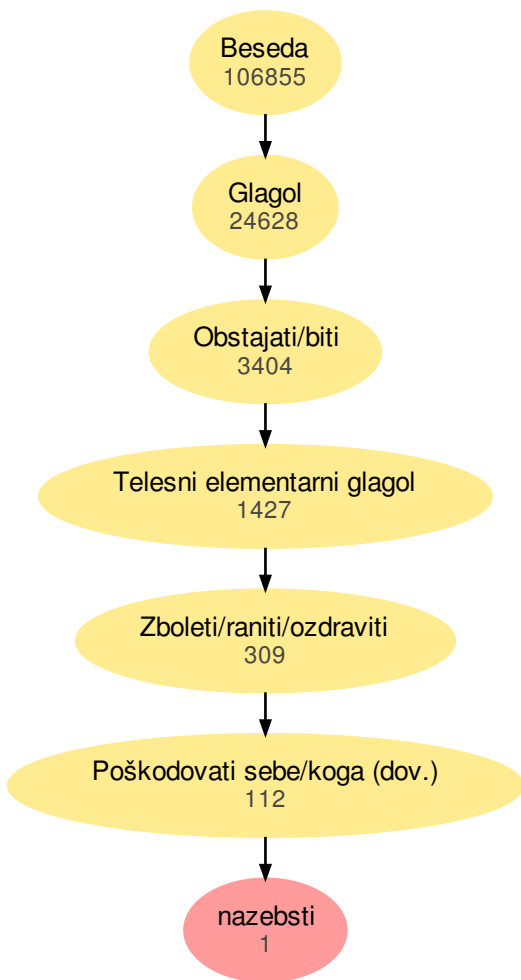 Beseda
106855
Glagol
24628
Obstajati/biti
3404
Telesni elementarni glagol
1427
Zboleti/raniti/ozdraviti
309
Poškodovati sebe/koga (dov.)
112
nazebsti
1